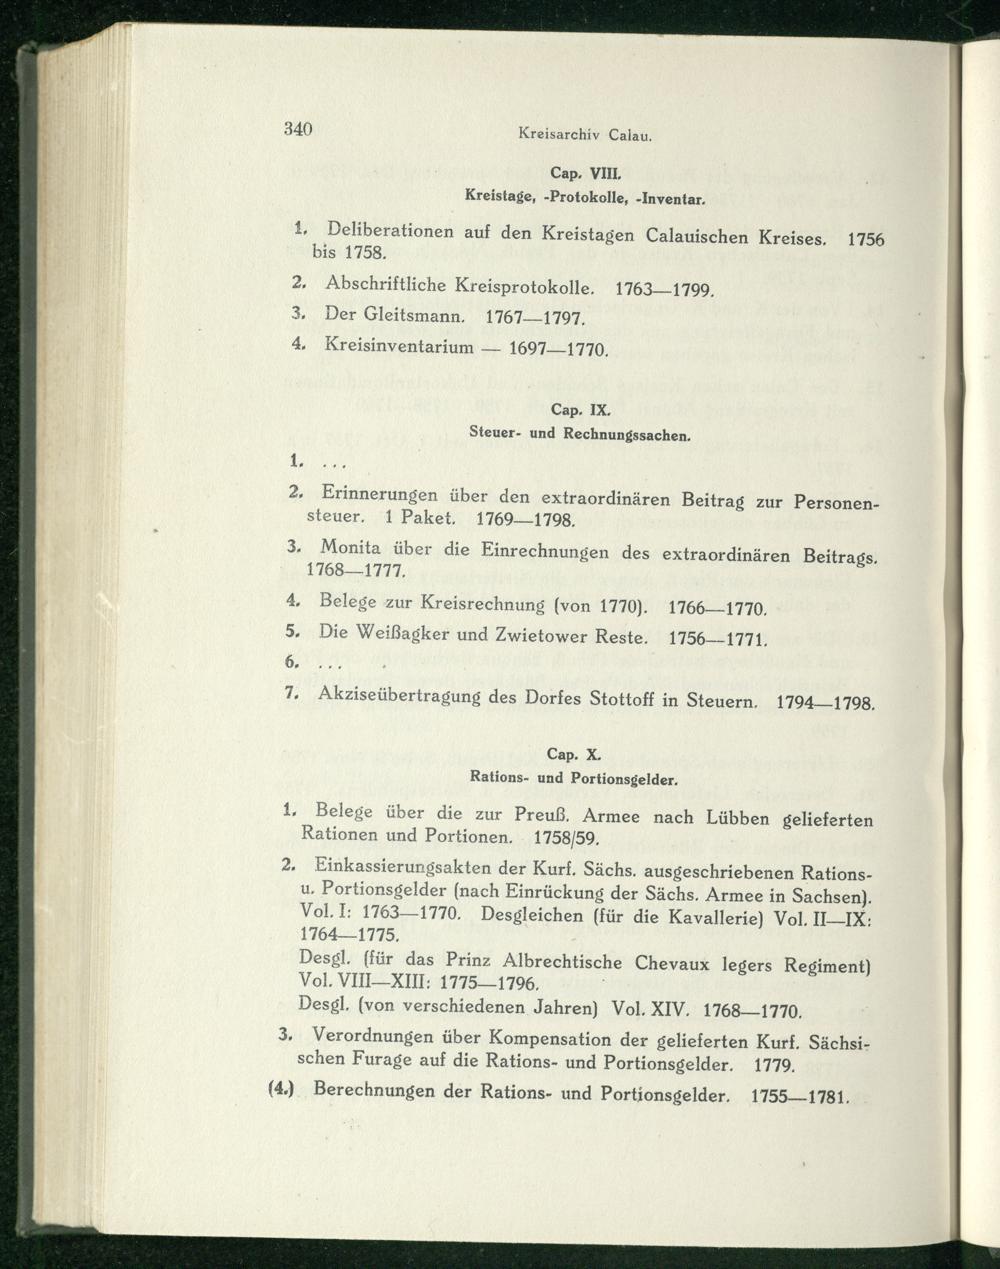 340
Kreisarchiv Calau.
Cap. VIII.
Kreistage, -Protokolle, -Inventar.
1. Deliberationen auf den Kreistagen Calauischen Kreises. 1756
bis 1758.
2. Abschriftliche Kreisprotokolle. 1763—1799.
3. Der Gleitsmann. 1767—1797.
4. Kreisinventarium — 1697—1770.
Cap. IX.
Steuer- und Rechnungssachen.
1. ...
2. Erinnerungen über den extraordinären Beitrag zur Personen-
steuer. 1 Paket. 1769—1798.
3. Monita über die Einrechnungen des extraordinären Beitrags.
1768—1777.
4. Belege zur Kreisrechnung (von 1770). 1766—1770.
5. Die Weißagker und Zwietower Reste. 1756—1771.
6. ...
7. Akziseübertragung des Dorfes Stottoff in Steuern. 1794—1798.
Cap. X.
Rations- und Portionsgelder.
1. Belege über die zur Preuß. Armee nach Lübben gelieferten
Rationen und Portionen. 1758/59.
2. Einkassierungsakten der Kurf. Sächs. ausgeschriebenen Rations-
u. Portionsgelder (nach Einrückung der Sächs. Armee in Sachsen).
Vol. I: 1763—1770. Desgleichen (für die Kavallerie) Vol. II—IX:
1764—1775.
Desgl. (für das Prinz Albrechtische Chevaux legers Regiment)
Vol. VIII—XIII: 1775—1796.
Desgl. (von verschiedenen Jahren) Vol. XIV. 1768—1770.
3. Verordnungen über Kompensation der gelieferten Kurf. Sächsi-
schen Furage auf die Rations- und Portionsgelder. 1779.
(4.) Berechnungen der Rations- und Portionsgelder. 1755—1781.